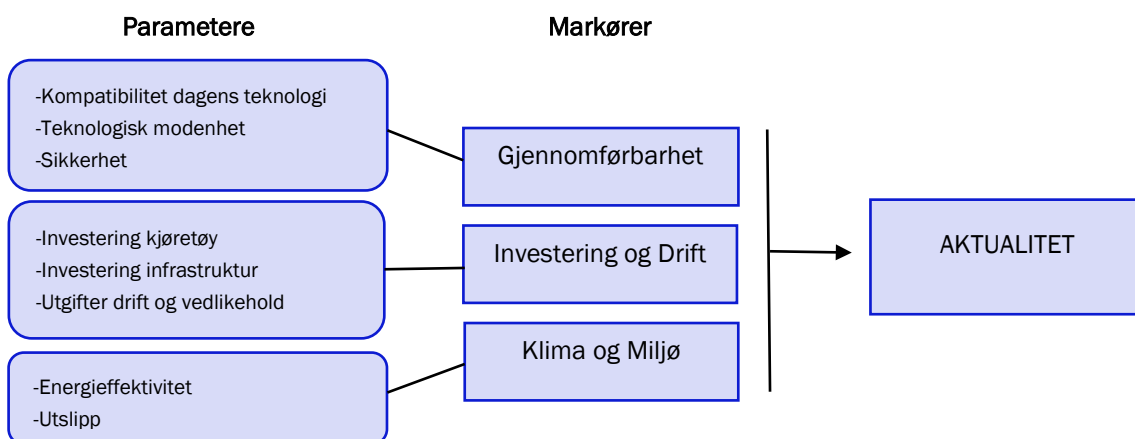 Parametere
Markører
-Kompatibilitet dagens teknologi
-Teknologisk modenhet
-Sikkerhet
Gjennomførbarhet
-Investering kjøretøy
-Investering infrastruktur
-Utgifter drift og vedlikehold
Investering og Drift
AKTUALITET
-Energieffektivitet
-Utslipp
Klima og Miljø